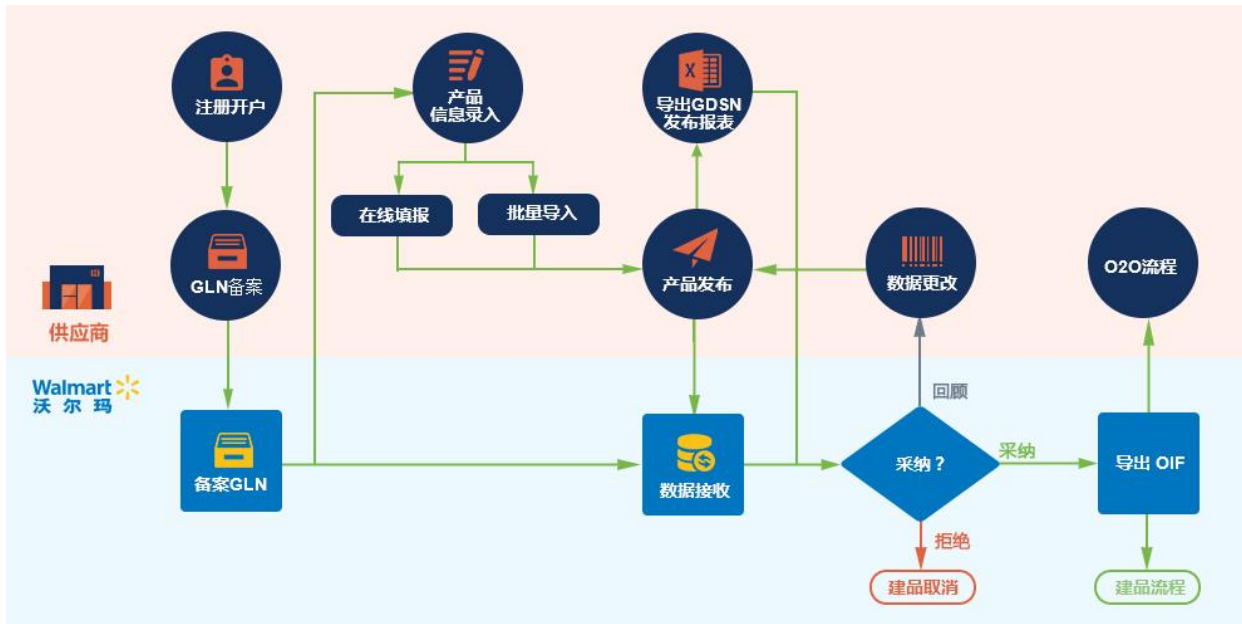 注册开户
产品
信息录入
导出GDSN
发布报表
在线填报
批量导入
GLN备案
产品发布
数据更改
O2O流程
供应商
Walmart
沃尔玛
回顾
备案GLN
数据接收
采纳？
采纳
导出 OIF
拒绝
建品取消
建品流程